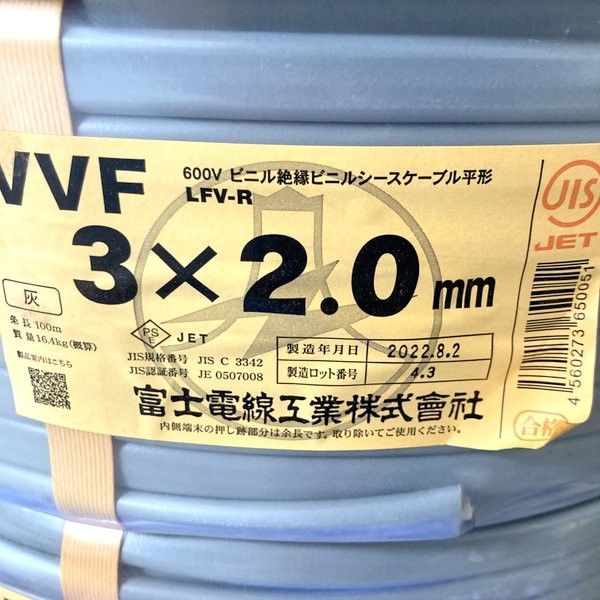 VVF
600V ビニル絶縁ビニルシースケーブル平形
LFV-R
3×2.0mm
灰
条長 100m
質量 16.4kg(概算)
製品案内はこちら
PS E JET
JIS規格番号 JIS C 3342
JIS認証番号 JE 0507008
製造年月日 2022.8.2
製造ロット番号 4.3
富士電線工業株式會社
内側端末の押し跡部分は余長です。取り除いてご使用ください。
JIS
JET
4 560273 650051
合格